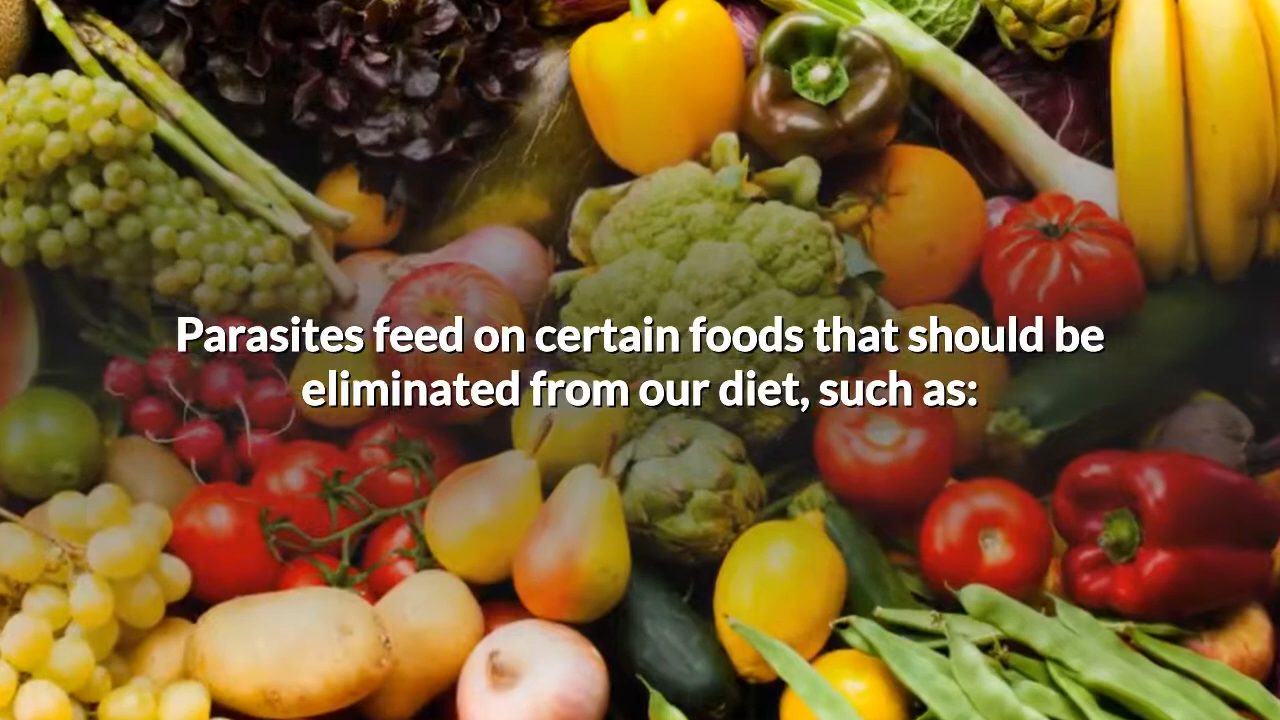 Parasites feed on certain foods that should be
eliminated from our diet, such as: